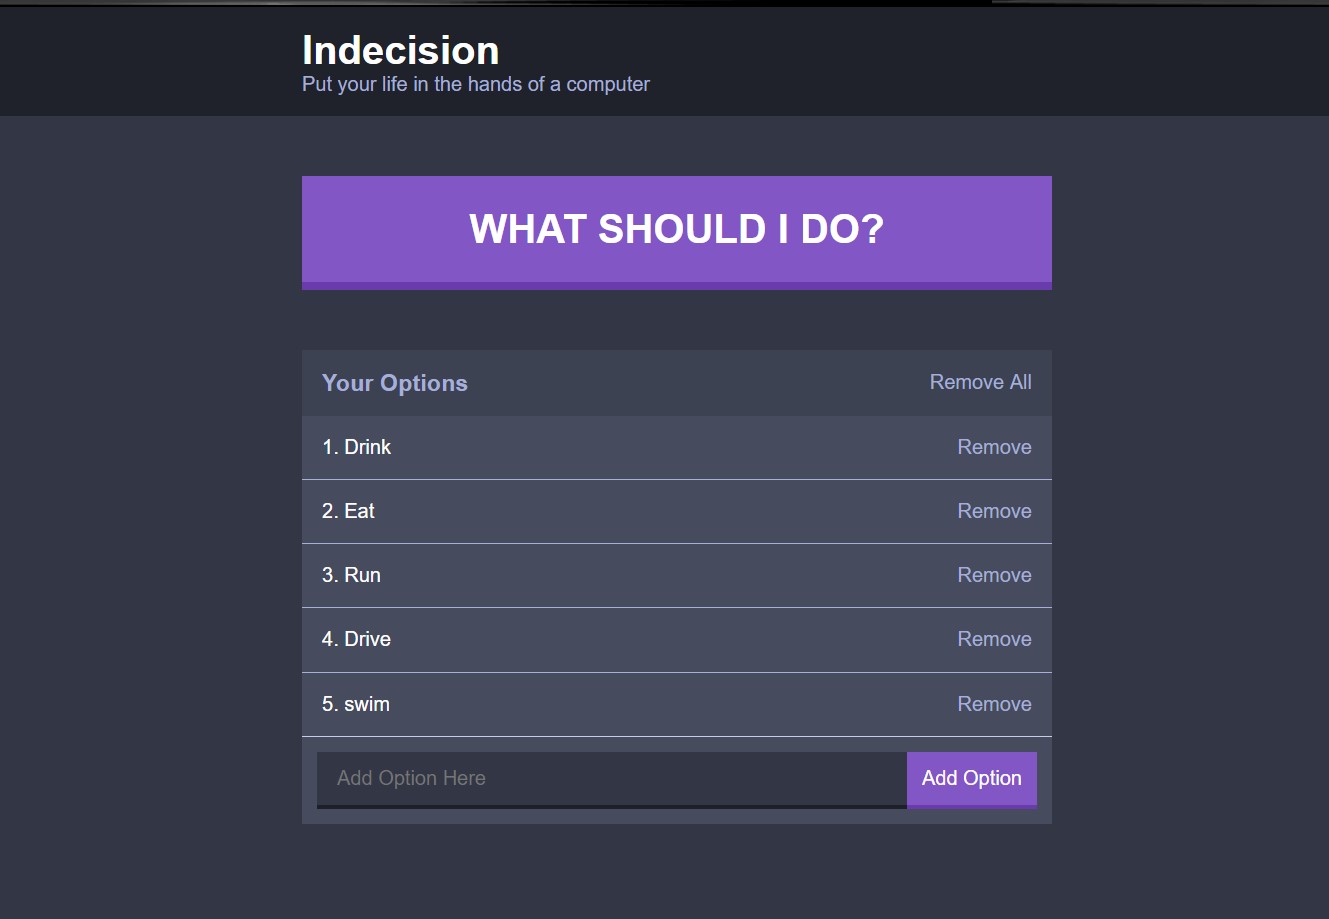 Indecision
Put your life in the hands of a computer
WHAT SHOULD I DO?
Your Options Remove All
1. Drink Remove
2. Eat Remove
3. Run Remove
4. Drive Remove
5. swim Remove
Add Option Here Add Option